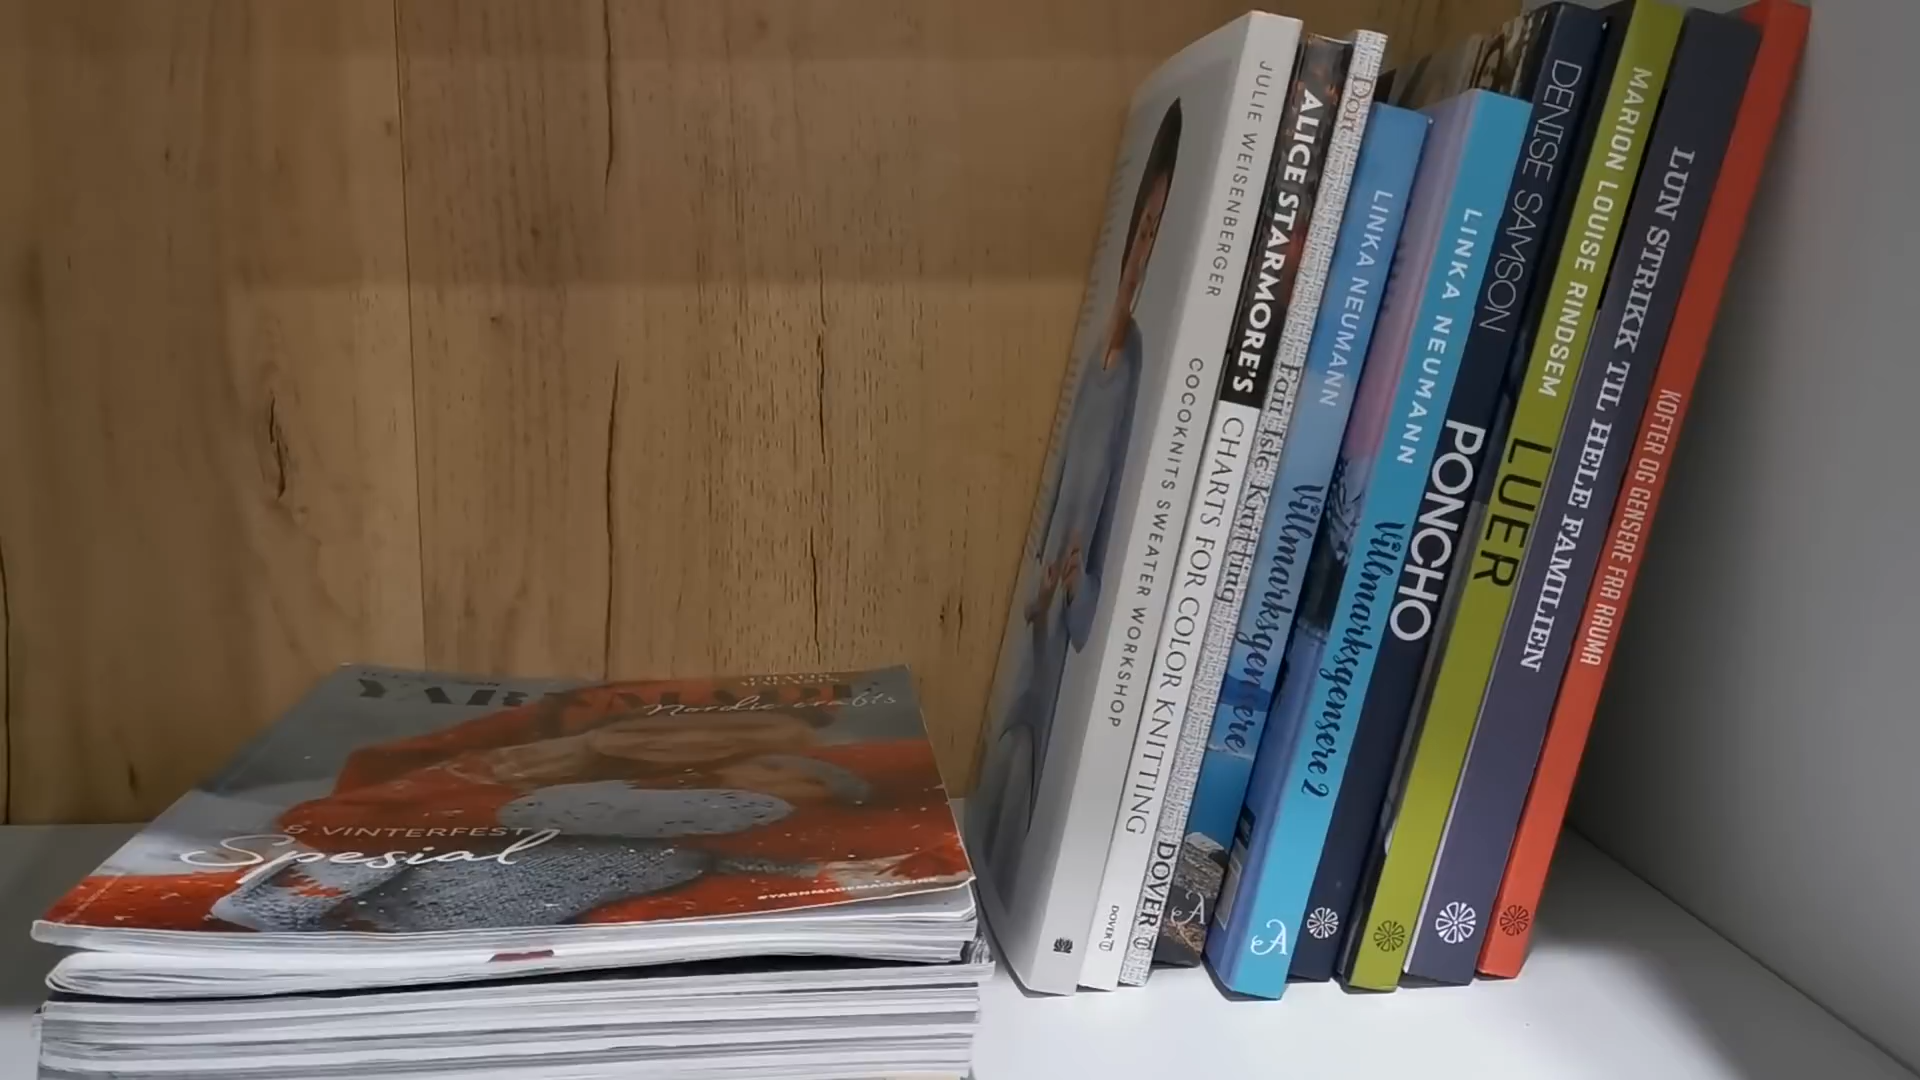 Nordic crafts
& VINTERFEST
Spesial
#YARNMADEMAGAZINE
JULIE WEISENBERGER
COCOKNITS SWEATER WORKSHOP
ALICE STARMORE'S
CHARTS FOR COLOR KNITTING
DOVER
Fair Isle Knitting
DOVER
LINKA NEUMANN
Villmarksgensere
LINKA NEUMANN
Villmarksgensere 2
DENISE SAMSON
PONCHO
MARION LOUISE RINDSEM
LUER
LUN STRIKK TIL HELE FAMILIEN
KOFTER OG GENSERE FRA RAUMA